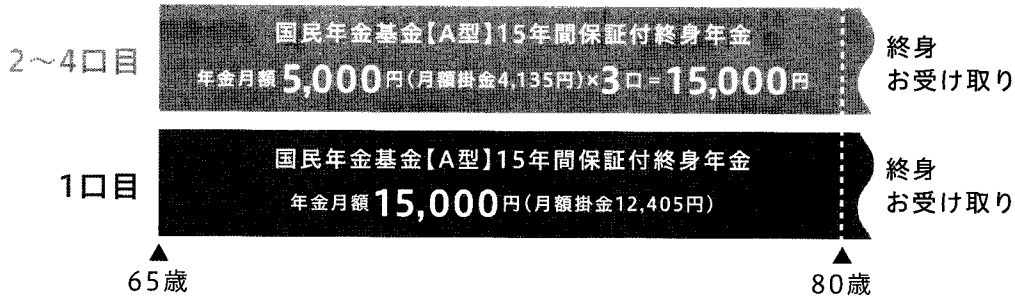 2～4口目
国民年金基金【A型】15年間保証付終身年金
年金月額5,000円(月額掛金4,135円)×3口=15,000円
終身
お受け取り
1口目
国民年金基金【A型】15年間保証付終身年金
年金月額15,000円(月額掛金12,405円)
終身
お受け取り
65歳
80歳